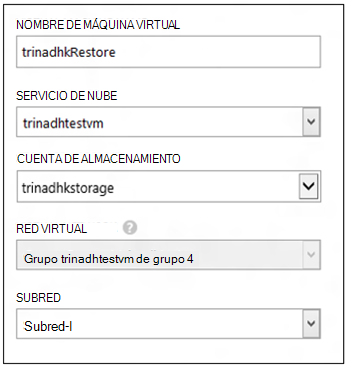 NOMBRE DE MÁQUINA VIRTUAL
trinadhkRestore
SERVICIO DE NUBE
trinadhtestvm
CUENTA DE ALMACENAMIENTO
trinadhkstorage
RED VIRTUAL ?
Grupo trinadhtestvm de grupo 4
SUBRED
Subred-l